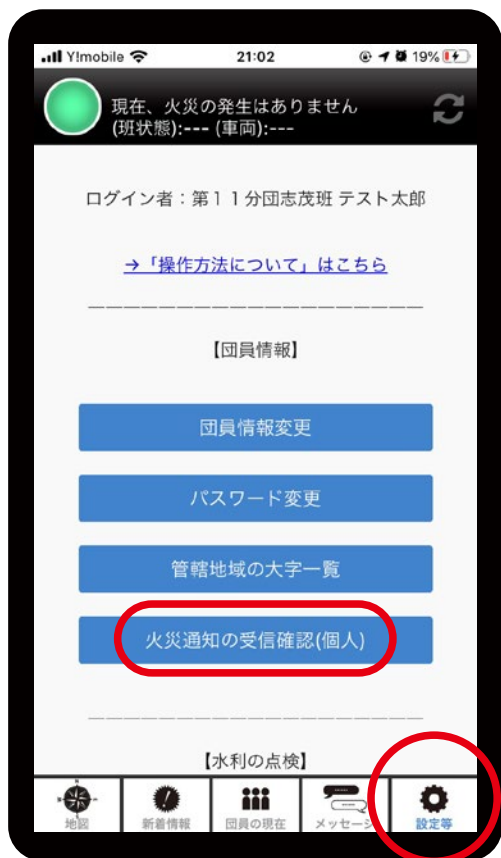 Y!mobile 21:02 19%
現在、火災の発生はありません
(班状態):--- (車両):---
ログイン者：第１１分団志茂班 テスト太郎
→「操作方法について」はこちら
【団員情報】
団員情報変更
パスワード変更
管轄地域の大字一覧
火災通知の受信確認(個人)
【水利の点検】
地図 新着情報 団員の現在 メッセージ 設定等